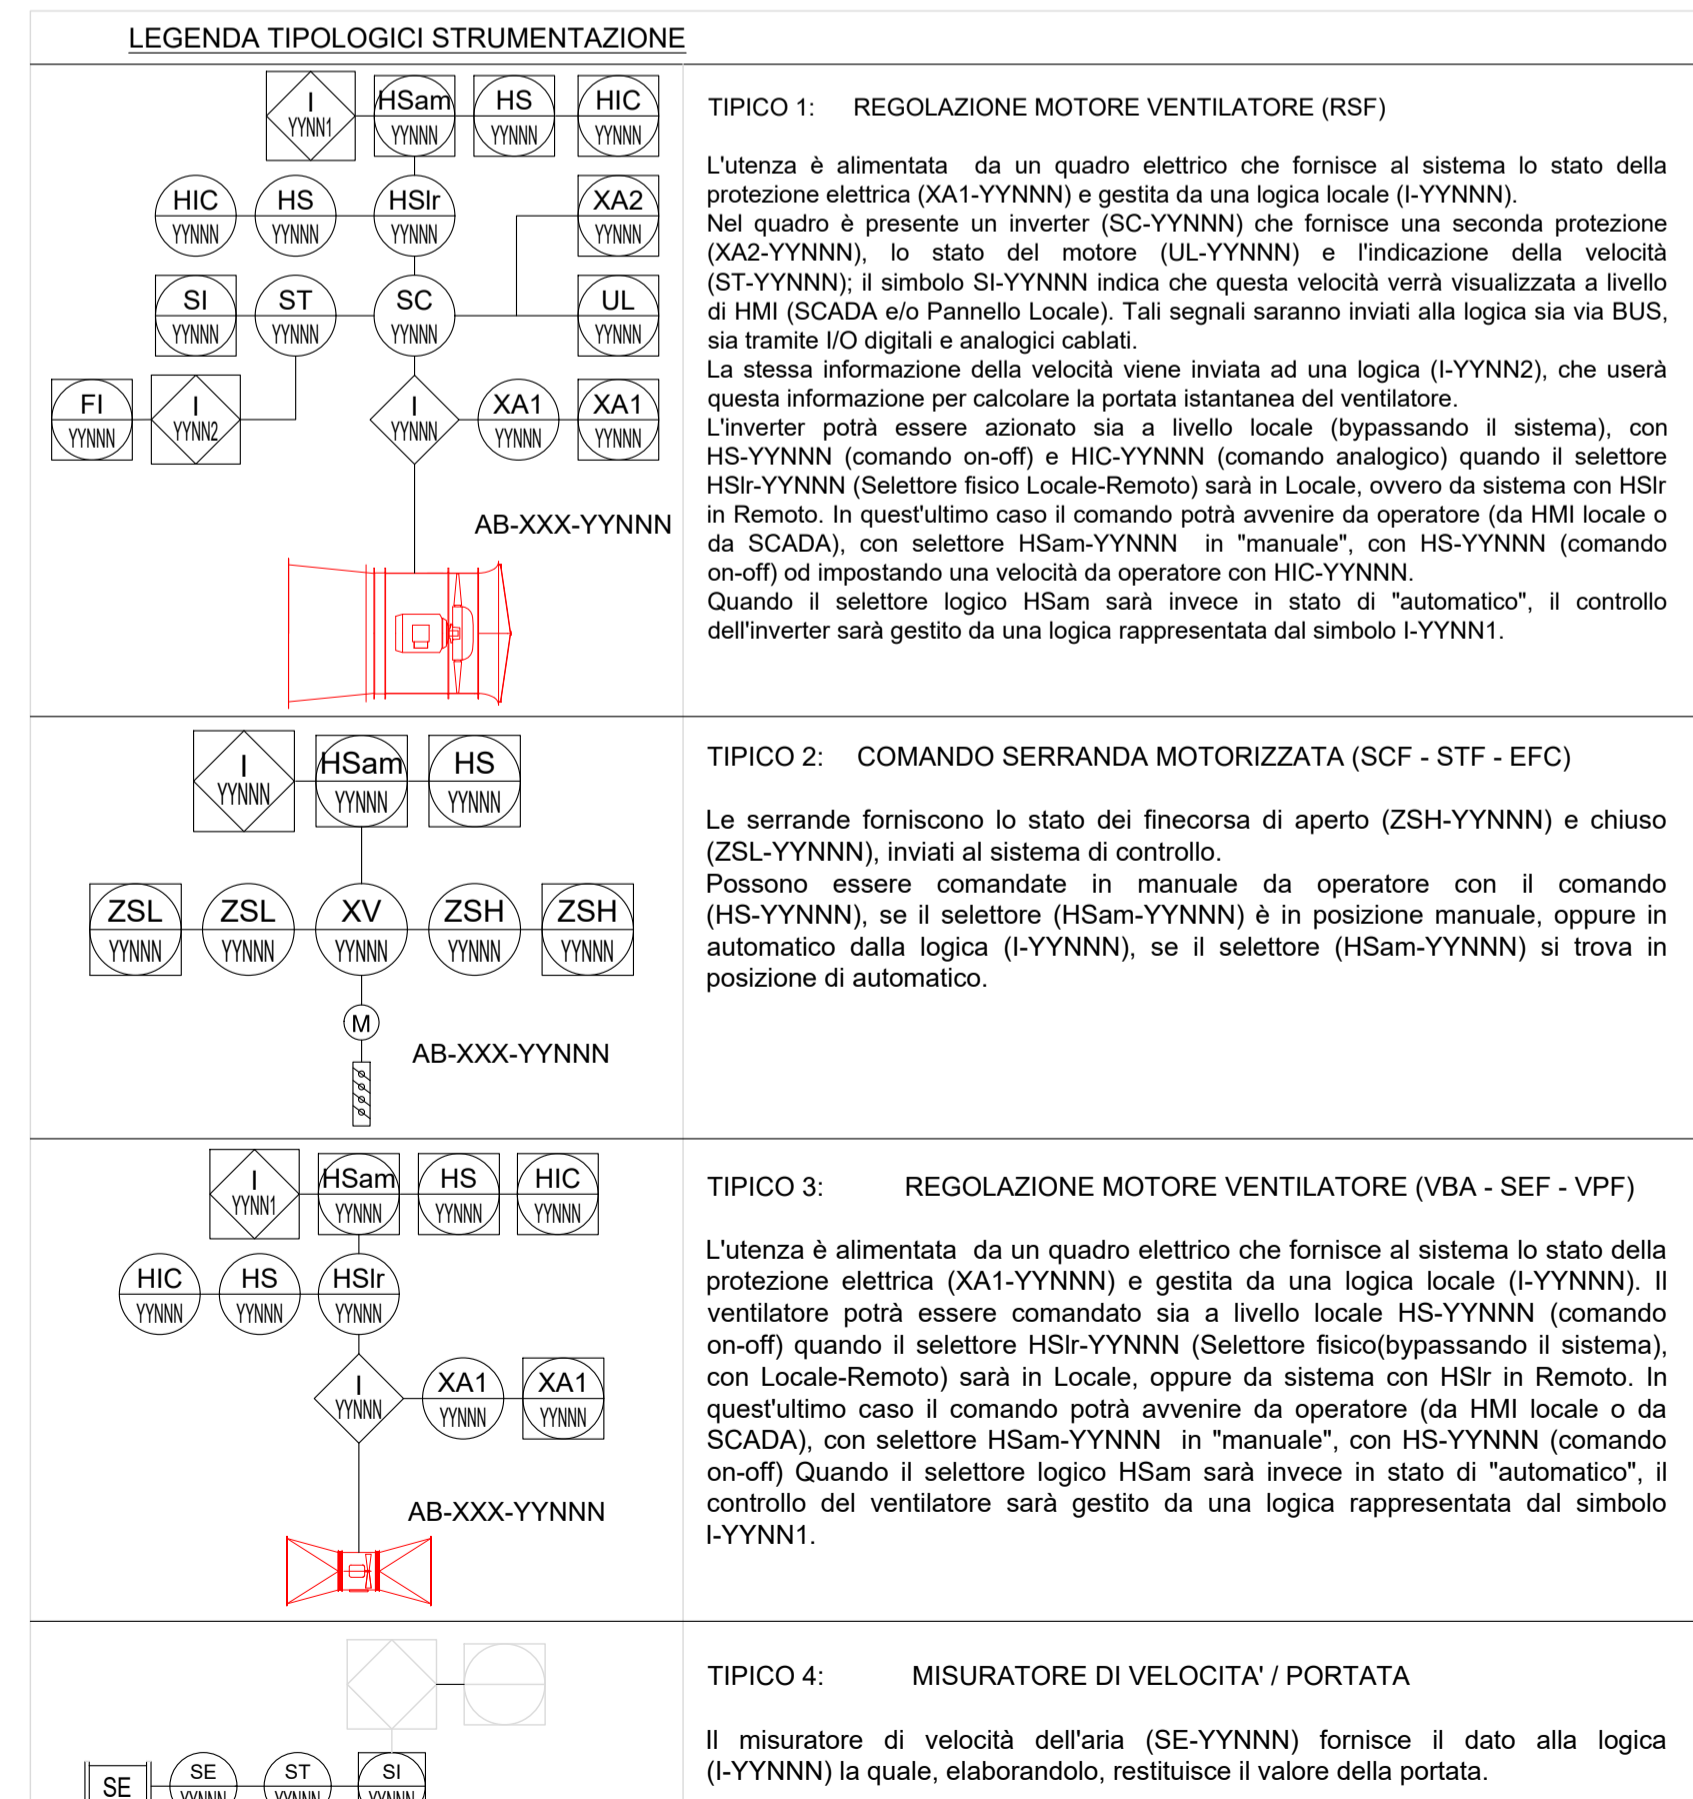 LEGENDA TIPOLOGICI STRUMENTAZIONE
I HSam HS HIC
YYNN1 YYNNN YYNNN YYNNN
HIC HS HSlr XA2
YYNNN YYNNN YYNNN YYNNN
SI ST SC UL
YYNNN YYNNN YYNNN YYNNN
FI I I XA1 XA1
YYNNN YYNN2 YYNNN YYNNN YYNNN
AB-XXX-YYNNN
TIPICO 1: REGOLAZIONE MOTORE VENTILATORE (RSF)
L'utenza è alimentata da un quadro elettrico che fornisce al sistema lo stato della
protezione elettrica (XA1-YYNNN) e gestita da una logica locale (I-YYNNN).
Nel quadro è presente un inverter (SC-YYNNN) che fornisce una seconda protezione
(XA2-YYNNN), lo stato del motore (UL-YYNNN) e l'indicazione della velocità
(ST-YYNNN); il simbolo SI-YYNNN indica che questa velocità verrà visualizzata a livello
di HMI (SCADA e/o Pannello Locale). Tali segnali saranno inviati alla logica sia via BUS,
sia tramite I/O digitali e analogici cablati.
La stessa informazione della velocità viene inviata ad una logica (I-YYNN2), che userà
questa informazione per calcolare la portata istantanea del ventilatore.
L'inverter potrà essere azionato sia a livello locale (bypassando il sistema), con
HS-YYNNN (comando on-off) e HIC-YYNNN (comando analogico) quando il selettore
HSlr-YYNNN (Selettore fisico Locale-Remoto) sarà in Locale, ovvero da sistema con HSlr
in Remoto. In quest'ultimo caso il comando potrà avvenire da operatore (da HMI locale o
da SCADA), con selettore HSam-YYNNN in "manuale", con HS-YYNNN (comando
on-off) od impostando una velocità da operatore con HIC-YYNNN.
Quando il selettore logico HSam sarà invece in stato di "automatico", il controllo
dell'inverter sarà gestito da una logica rappresentata dal simbolo I-YYNN1.
I HSam HS
YYNNN YYNNN YYNNN
ZSL ZSL XV ZSH ZSH
YYNNN YYNNN YYNNN YYNNN YYNNN
M
AB-XXX-YYNNN
TIPICO 2: COMANDO SERRANDA MOTORIZZATA (SCF - STF - EFC)
Le serrande forniscono lo stato dei finecorsa di aperto (ZSH-YYNNN) e chiuso
(ZSL-YYNNN), inviati al sistema di controllo.
Possono essere comandate in manuale da operatore con il comando
(HS-YYNNN), se il selettore (HSam-YYNNN) è in posizione manuale, oppure in
automatico dalla logica (I-YYNNN), se il selettore (HSam-YYNNN) si trova in
posizione di automatico.
I HSam HS HIC
YYNN1 YYNNN YYNNN YYNNN
HIC HS HSlr
YYNNN YYNNN YYNNN
I XA1 XA1
YYNNN YYNNN YYNNN
AB-XXX-YYNNN
TIPICO 3: REGOLAZIONE MOTORE VENTILATORE (VBA - SEF - VPF)
L'utenza è alimentata da un quadro elettrico che fornisce al sistema lo stato della
protezione elettrica (XA1-YYNNN) e gestita da una logica locale (I-YYNNN). Il
ventilatore potrà essere comandato sia a livello locale HS-YYNNN (comando
on-off) quando il selettore HSlr-YYNNN (Selettore fisico(bypassando il sistema),
con Locale-Remoto) sarà in Locale, oppure da sistema con HSlr in Remoto. In
quest'ultimo caso il comando potrà avvenire da operatore (da HMI locale o da
SCADA), con selettore HSam-YYNNN in "manuale", con HS-YYNNN (comando
on-off) Quando il selettore logico HSam sarà invece in stato di "automatico", il
controllo del ventilatore sarà gestito da una logica rappresentata dal simbolo
I-YYNN1.
SE SE ST SI
YYNNN YYNNN YYNNN
TIPICO 4: MISURATORE DI VELOCITA' / PORTATA
Il misuratore di velocità dell'aria (SE-YYNNN) fornisce il dato alla logica
(I-YYNNN) la quale, elaborandolo, restituisce il valore della portata.